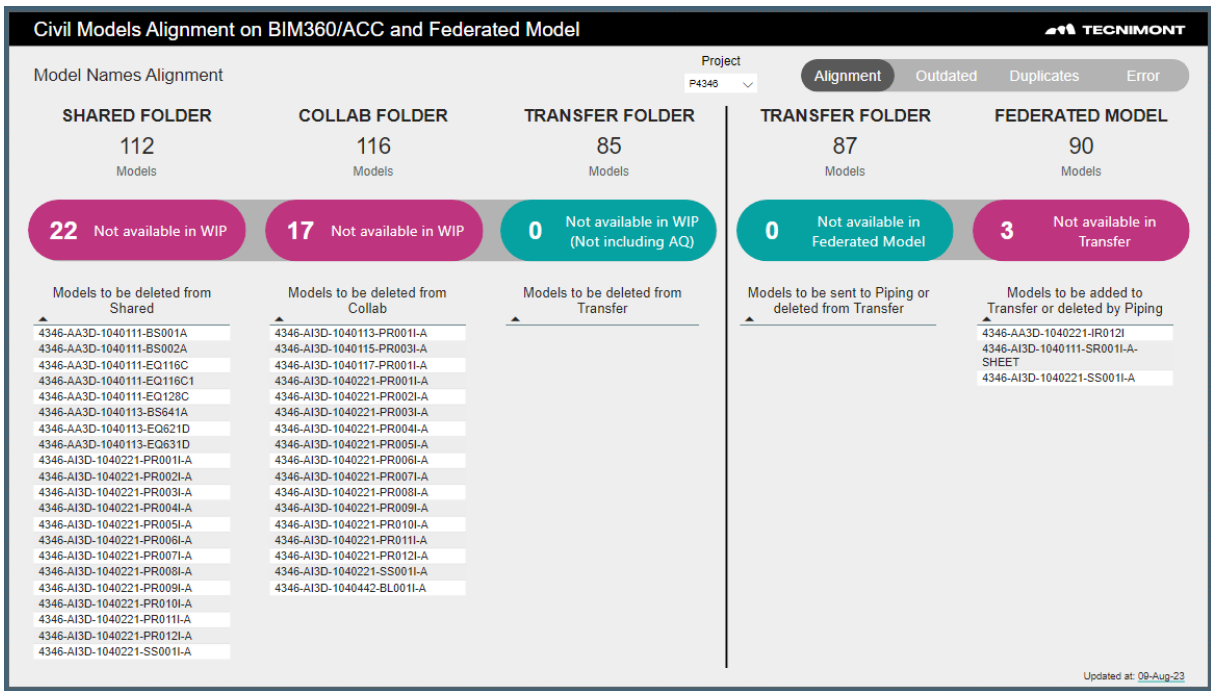 Civil Models Alignment on BIM360/ACC and Federated Model
TECNIMONT
Model Names Alignment
Project
P4346
Alignment
Outdated
Duplicates
Error
SHARED FOLDER
112
Models
COLLAB FOLDER
116
Models
TRANSFER FOLDER
85
Models
TRANSFER FOLDER
87
Models
FEDERATED MODEL
90
Models
22 Not available in WIP
17 Not available in WIP
0 Not available in WIP
(Not including AQ)
0 Not available in
Federated Model
3 Not available in
Transfer
Models to be deleted from
Shared
4346-AA3D-1040111-BS001A
4346-AA3D-1040111-BS002A
4346-AA3D-1040111-EQ116C
4346-AA3D-1040111-EQ116C1
4346-AA3D-1040111-EQ128C
4346-AA3D-1040113-BS641A
4346-AA3D-1040113-EQ621D
4346-AA3D-1040113-EQ631D
4346-AI3D-1040221-PR001I-A
4346-AI3D-1040221-PR002I-A
4346-AI3D-1040221-PR003I-A
4346-AI3D-1040221-PR004I-A
4346-AI3D-1040221-PR005I-A
4346-AI3D-1040221-PR006I-A
4346-AI3D-1040221-PR007I-A
4346-AI3D-1040221-PR008I-A
4346-AI3D-1040221-PR009I-A
4346-AI3D-1040221-PR010I-A
4346-AI3D-1040221-PR011I-A
4346-AI3D-1040221-PR012I-A
4346-AI3D-1040221-SS001I-A
Models to be deleted from
Collab
4346-AI3D-1040113-PR001I-A
4346-AI3D-1040115-PR003I-A
4346-AI3D-1040117-PR001I-A
4346-AI3D-1040221-PR001I-A
4346-AI3D-1040221-PR002I-A
4346-AI3D-1040221-PR003I-A
4346-AI3D-1040221-PR004I-A
4346-AI3D-1040221-PR005I-A
4346-AI3D-1040221-PR006I-A
4346-AI3D-1040221-PR007I-A
4346-AI3D-1040221-PR008I-A
4346-AI3D-1040221-PR009I-A
4346-AI3D-1040221-PR010I-A
4346-AI3D-1040221-PR011I-A
4346-AI3D-1040221-PR012I-A
4346-AI3D-1040221-SS001I-A
4346-AI3D-1040442-BL001I-A
Models to be deleted from
Transfer
Models to be sent to Piping or
deleted from Transfer
Models to be added to
Transfer or deleted by Piping
4346-AA3D-1040221-IR012I
4346-AI3D-1040111-SR001I-A-
SHEET
4346-AI3D-1040221-SS001I-A
Updated at: 09-Aug-23